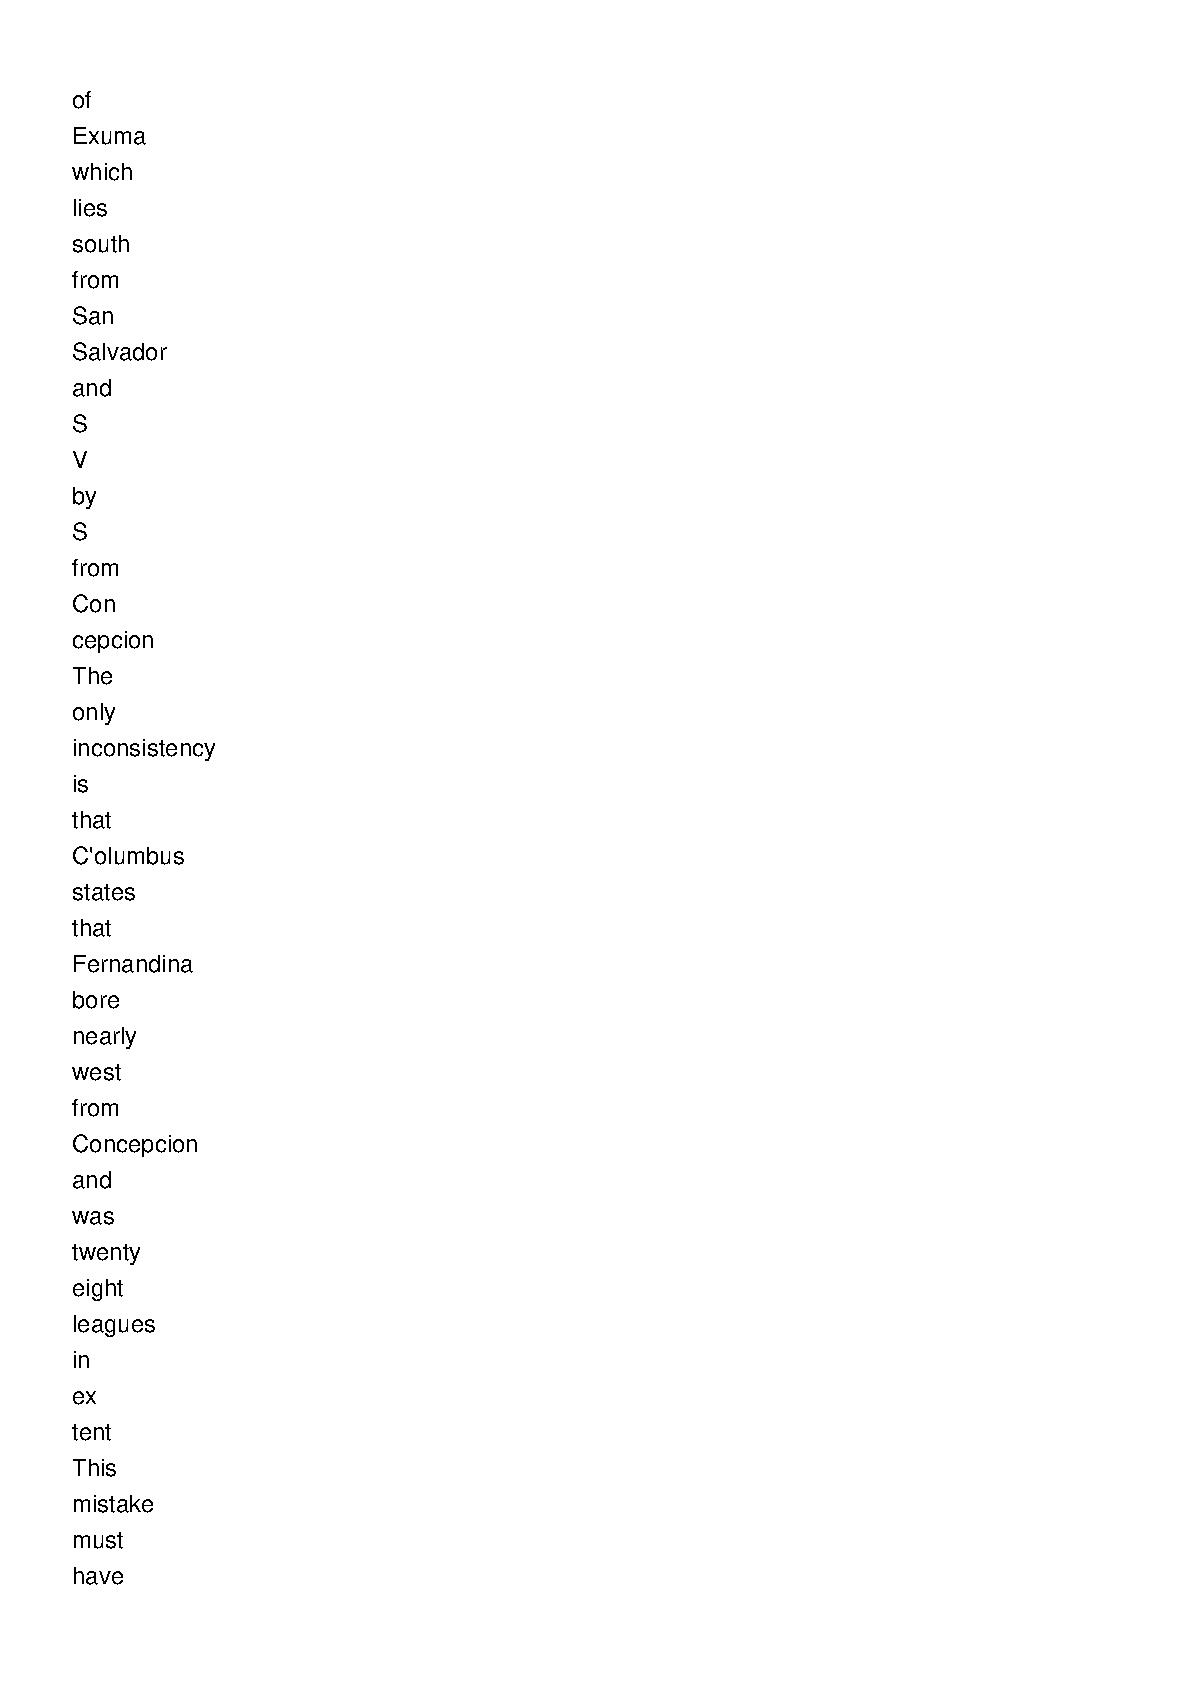 of
Exuma
which
lies
south
from
San
Salvador
and
S
V
by
S
from
Con
cepcion
The
only
inconsistency
is
that
C'olumbus
states
that
Fernandina
bore
nearly
west
from
Concepcion
and
was
twenty
eight
leagues
in
ex
tent
This
mistake
must
have